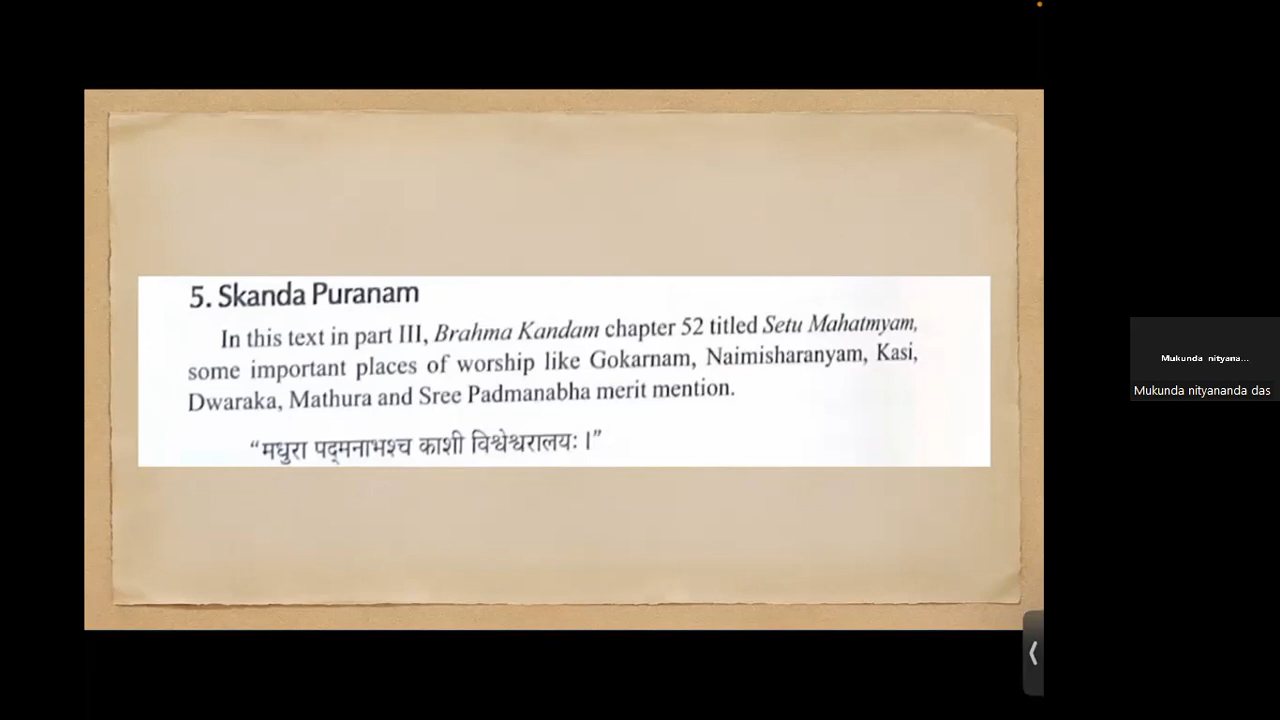 5. Skanda Puranam
In this text in part III, Brahma Kandam chapter 52 titled Setu Mahatmyam,
some important places of worship like Gokarnam, Naimisharanyam, Kasi,
Dwaraka, Mathura and Sree Padmanabha merit mention.
“मधुरा पद्मनाभश्च काशी विश्वेश्वरालयः ।”
Mukunda nityana...
Mukunda nityananda das